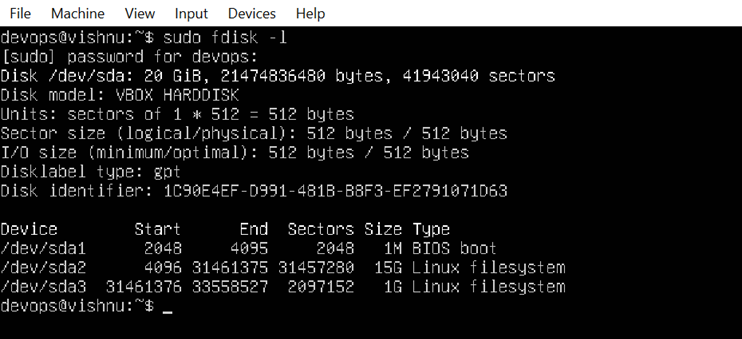 File Machine View Input Devices Help
devops@vishnu:~$ sudo fdisk -l
[sudo] password for devops:
Disk /dev/sda: 20 GiB, 21474836480 bytes, 41943040 sectors
Disk model: VBOX HARDDISK
Units: sectors of 1 * 512 = 512 bytes
Sector size (logical/physical): 512 bytes / 512 bytes
I/O size (minimum/optimal): 512 bytes / 512 bytes
Disklabel type: gpt
Disk identifier: 1C90E4EF-D991-481B-B8F3-EF2791071D63

Device Start End Sectors Size Type
/dev/sda1 2048 4095 2048 1M BIOS boot
/dev/sda2 4096 31461375 31457280 15G Linux filesystem
/dev/sda3 31461376 33558527 2097152 1G Linux filesystem
devops@vishnu:~$ _